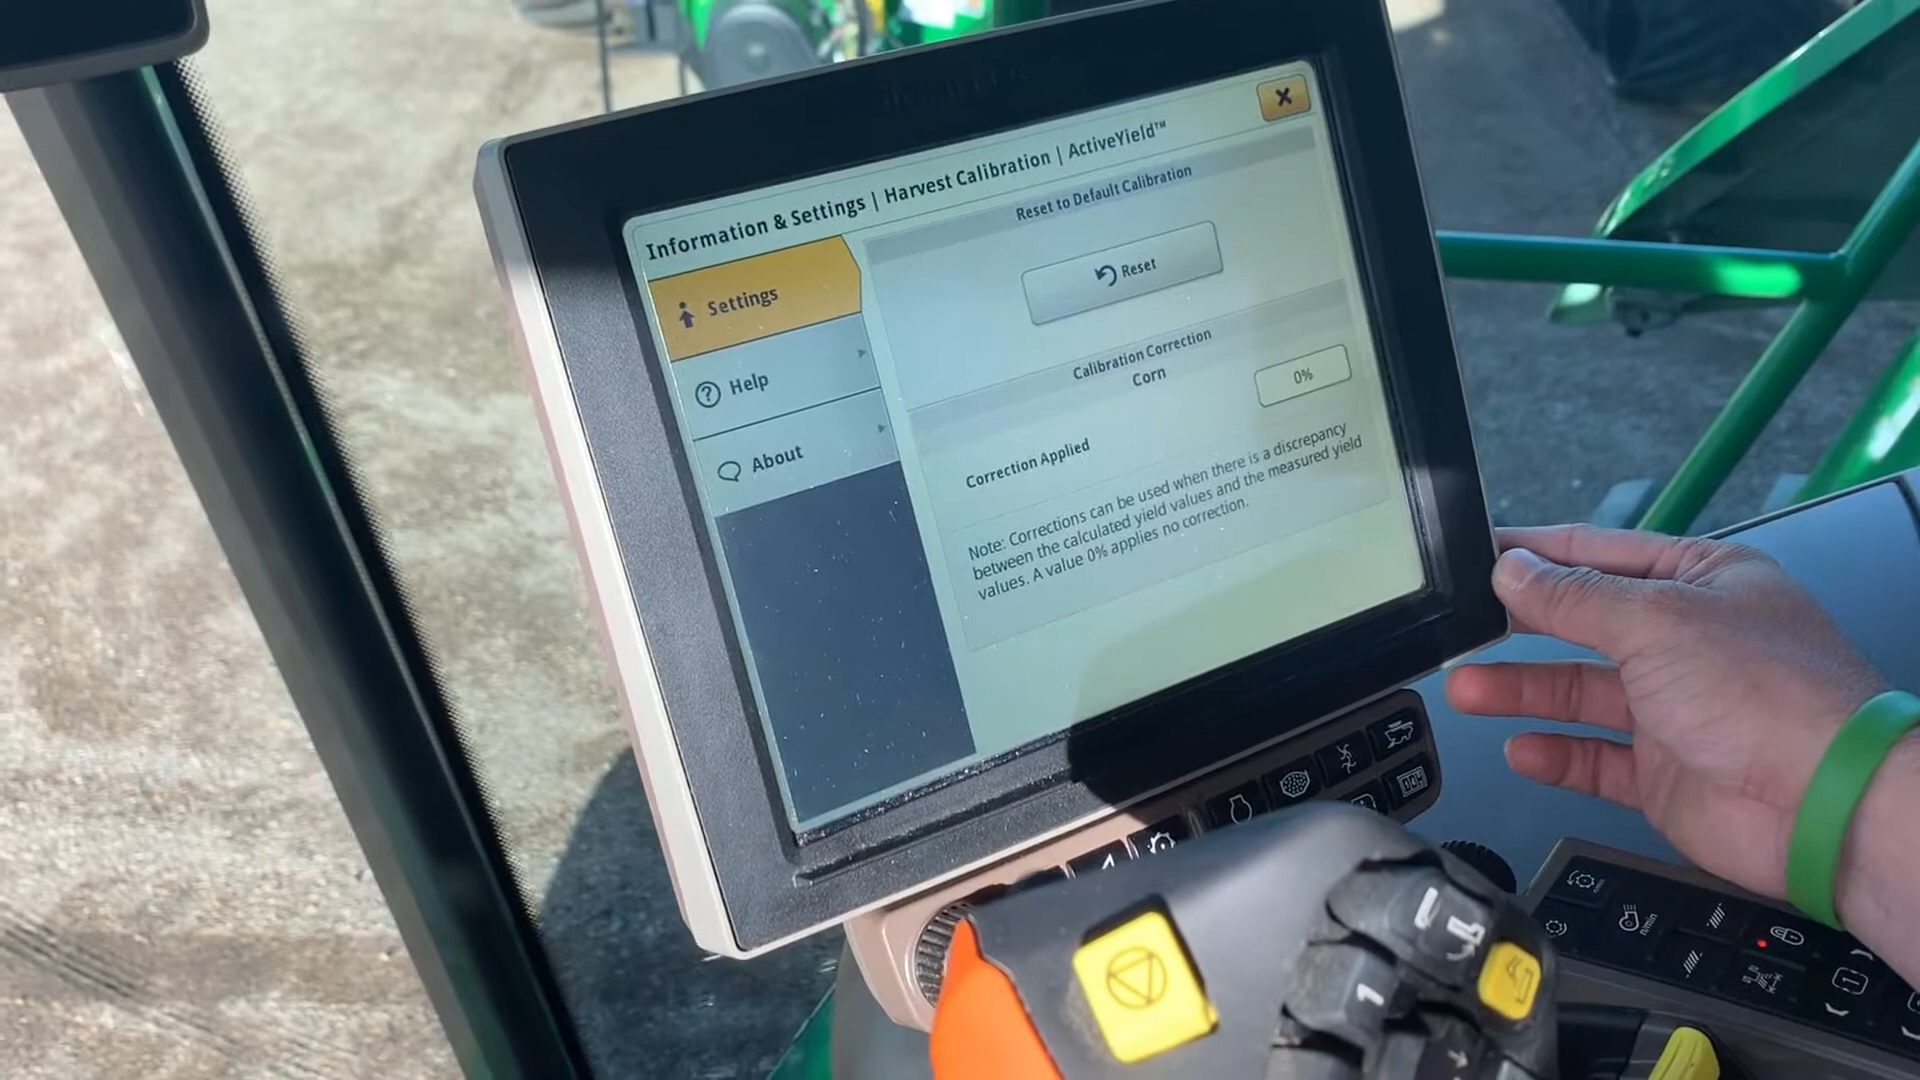 Information & Settings | Harvest Calibration | ActiveYield™
Settings
Help
About
Reset to Default Calibration
Reset
Calibration Correction
Corn
0%
Correction Applied
Note: Corrections can be used when there is a discrepancy
between the calculated yield values and the measured yield
values. A value 0% applies no correction.
1
n/min